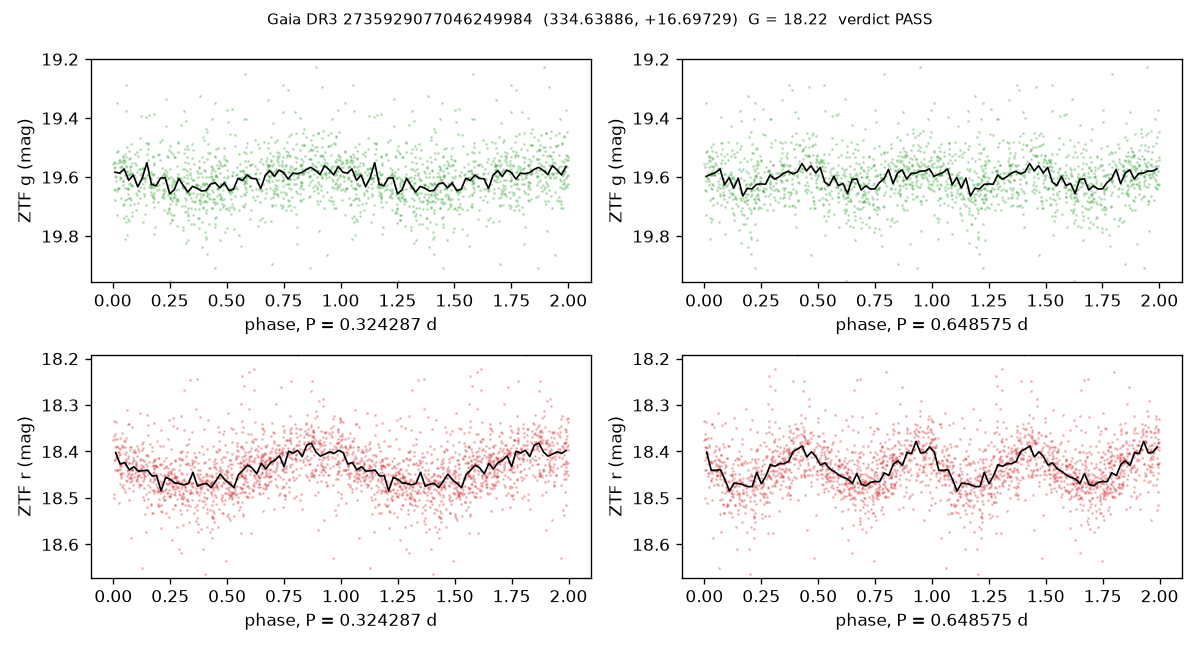 Gaia DR3 2735929077046249984 (334.63886, +16.69729) G = 18.22 verdict PASS
ZTF g (mag)
19.2
19.4
19.6
19.8
0.00 0.25 0.50 0.75 1.00 1.25 1.50 1.75 2.00
phase, P = 0.324287 d
ZTF g (mag)
19.2
19.4
19.6
19.8
0.00 0.25 0.50 0.75 1.00 1.25 1.50 1.75 2.00
phase, P = 0.648575 d
ZTF r (mag)
18.2
18.3
18.4
18.5
18.6
0.00 0.25 0.50 0.75 1.00 1.25 1.50 1.75 2.00
phase, P = 0.324287 d
ZTF r (mag)
18.2
18.3
18.4
18.5
18.6
0.00 0.25 0.50 0.75 1.00 1.25 1.50 1.75 2.00
phase, P = 0.648575 d